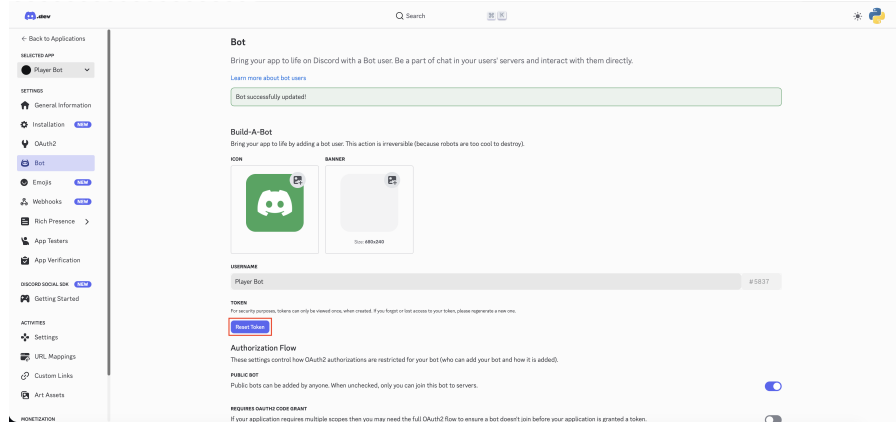 .dev
Search
⌘ K
← Back to Applications
SELECTED APP
Player Bot
SETTINGS
General Information
Installation NEW
OAuth2
Bot
Emojis NEW
Webhooks NEW
Rich Presence
App Testers
App Verification
DISCORD SOCIAL SDK NEW
Getting Started
ACTIVITIES
Settings
URL Mappings
Custom Links
Art Assets
MONETIZATION
Bot
Bring your app to life on Discord with a Bot user. Be a part of chat in your users' servers and interact with them directly.
Learn more about bot users
Bot successfully updated!
Build-A-Bot
Bring your app to life by adding a bot user. This action is irreversible (because robots are too cool to destroy).
ICON
BANNER
Size: 680x240
USERNAME
Player Bot
#5837
TOKEN
For security purposes, tokens can only be viewed once, when created. If you forgot or lost access to your token, please regenerate a new one.
Reset Token
Authorization Flow
These settings control how OAuth2 authorizations are restricted for your bot (who can add your bot and how it is added).
PUBLIC BOT
Public bots can be added by anyone. When unchecked, only you can join this bot to servers.
REQUIRES OAUTH2 CODE GRANT
If your application requires multiple scopes then you may need the full OAuth2 flow to ensure a bot doesn't join before your application is granted a token.